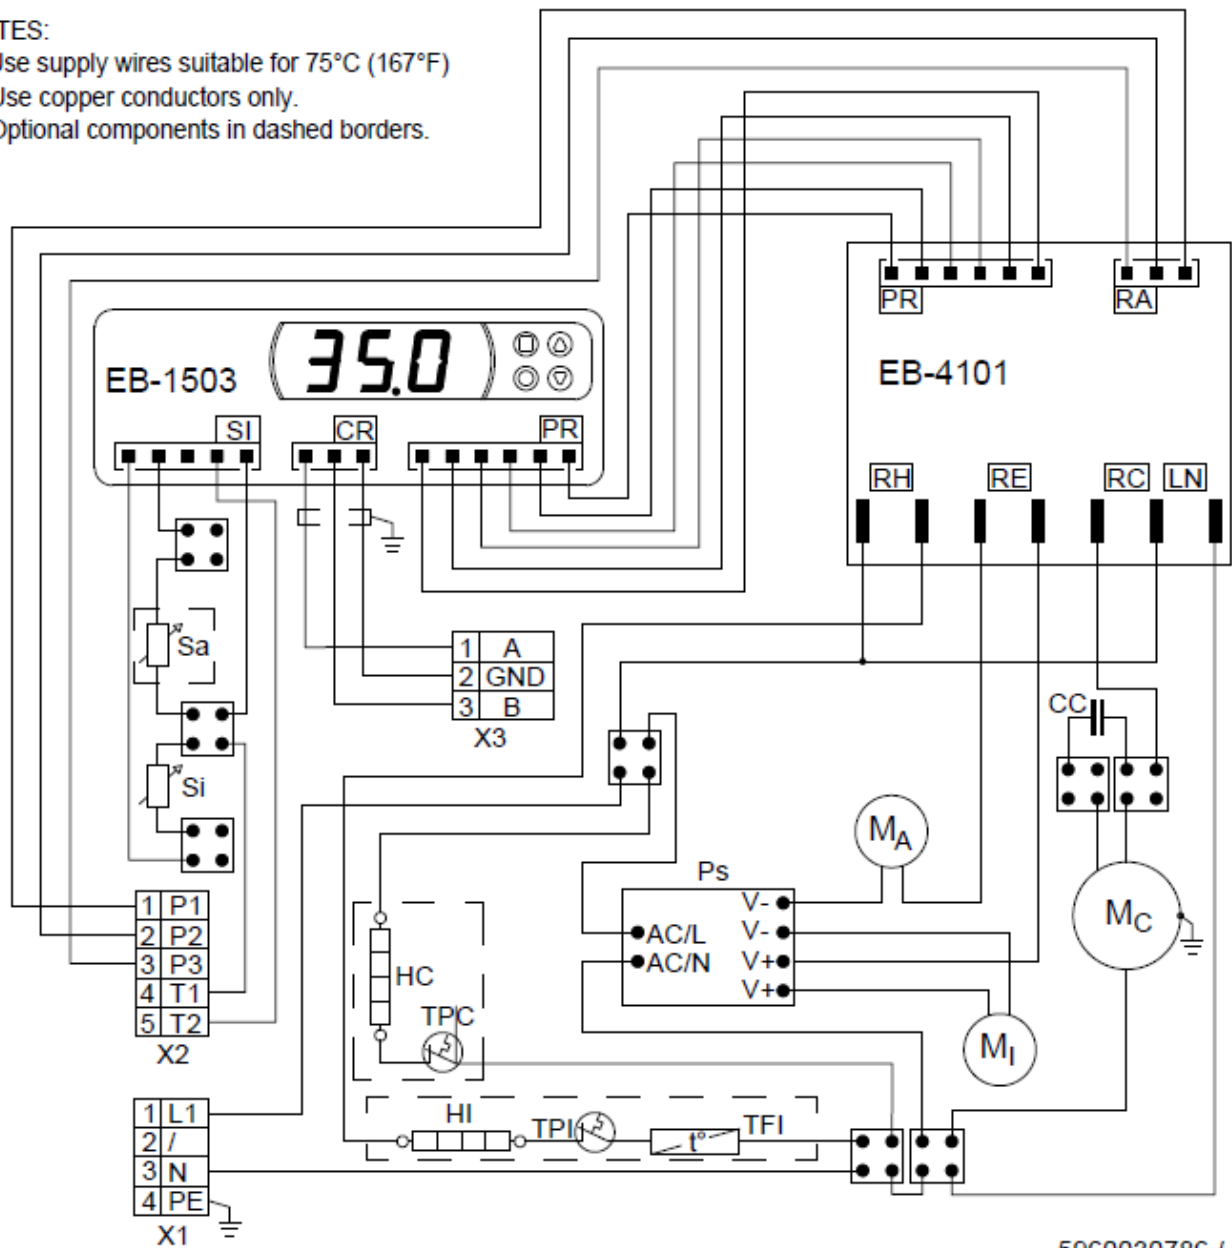 TES:
Use supply wires suitable for 75°C (167°F)
Use copper conductors only.
Optional components in dashed borders.
PR
RA
EB-4101
EB-1503
35.0
SI
CR
PR
RH
RE
RC
LN
Sa
1 A
2 GND
3 B
X3
CC
Si
MA
Ps
V-
AC/L V-
AC/N V+
V+
MC
MI
1 P1
2 P2
3 P3
4 T1
5 T2
X2
HC
TPC
HI
TPI
t°
TFI
1 L1
2 /
3 N
4 PE
X1